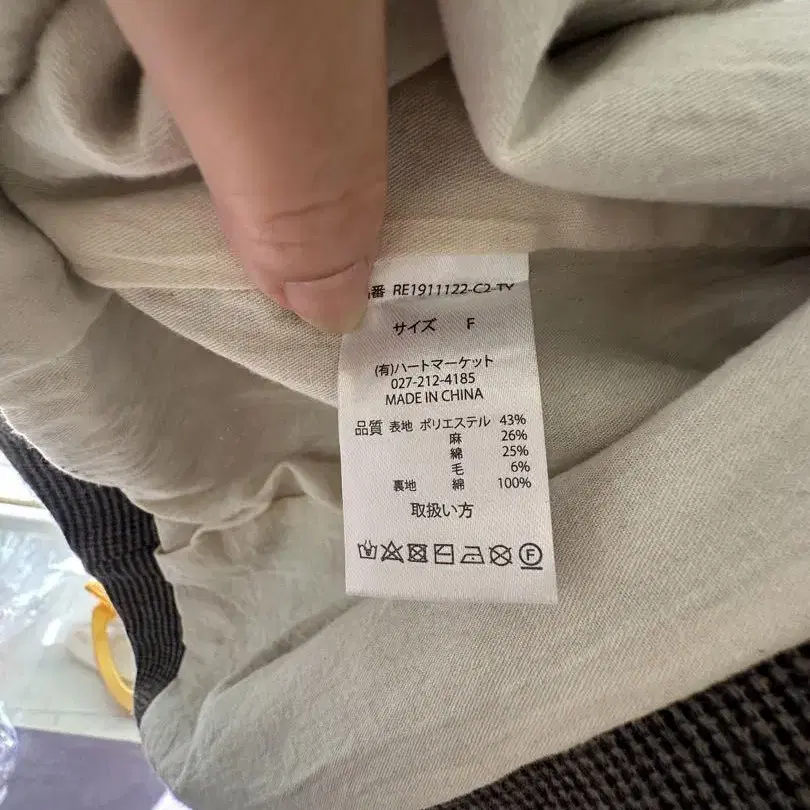 番 RE1911122-C2-TY
サイズ F
(有)ハートマーケット
027-212-4185
MADE IN CHINA
品質 表地 ポリエステル 43%
麻 26%
綿 25%
毛 6%
裏地 綿 100%
取扱い方
F